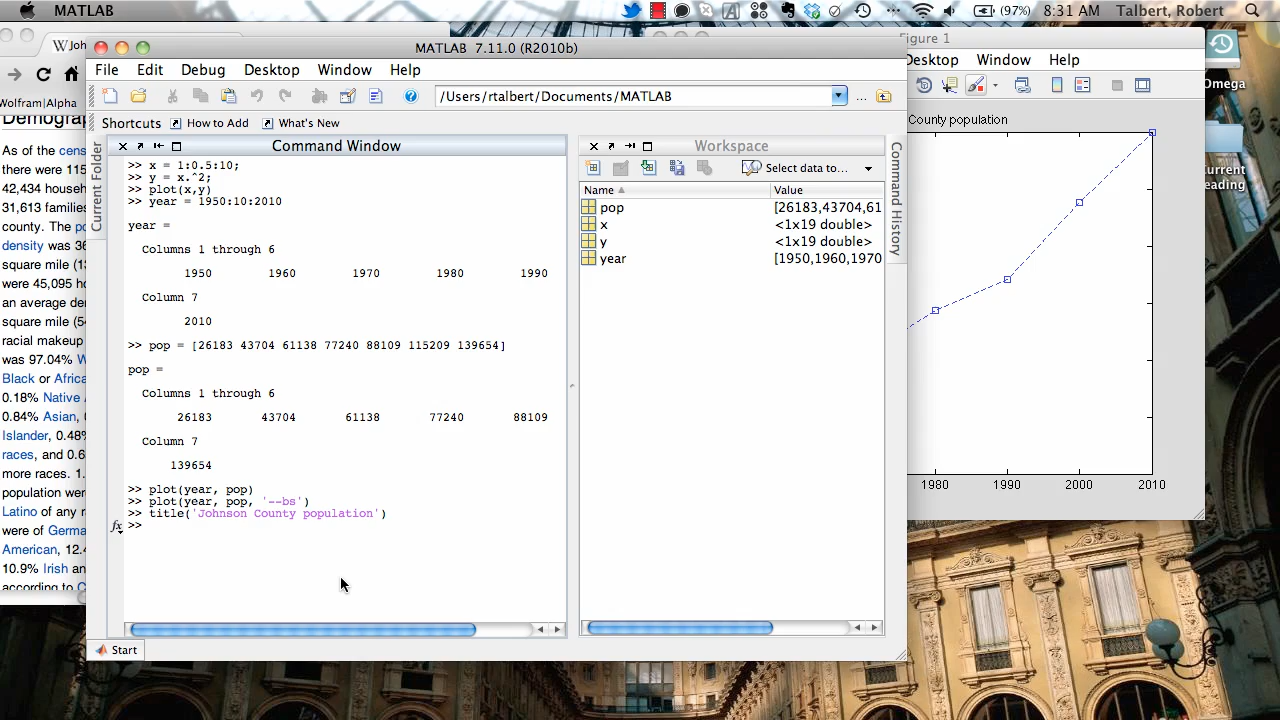 MATLAB (97%) 8:31 AM Talbert, Robert
Figure 1
MATLAB 7.11.0 (R2010b)
File Edit Debug Desktop Window Help
Desktop Window Help
/Users/rtalbert/Documents/MATLAB
...
Shortcuts How to Add What's New
Current Folder
Command Window
>> x = 1:0.5:10;
>> y = x.^2;
>> plot(x,y)
>> year = 1950:10:2010
year =
Columns 1 through 6
1950 1960 1970 1980 1990
Column 7
2010
>> pop = [26183 43704 61138 77240 88109 115209 139654]
pop =
Columns 1 through 6
26183 43704 61138 77240 88109
Column 7
139654
>> plot(year, pop)
>> plot(year, pop, '--bs')
>> title('Johnson County population')
fx >>
Start
Workspace
Select data to...
Name Value
pop [26183,43704,61
x <1x19 double>
y <1x19 double>
year [1950,1960,1970
Command History
County population
1980 1990 2000 2010
Omega
Current
Reading
W Joh
Wolfram|Alpha
Demograp
As of the cens
there were 115
42,434 househ
31,613 families
county. The po
density was 36
square mile (13
were 45,095 ho
an average den
square mile (54
racial makeup
was 97.04% W
Black or Africa
0.18% Native A
0.84% Asian, 0
Islander, 0.48%
races, and 0.6
more races. 1.
population were
Latino of any r
were of Germa
American, 12.4
10.9% Irish an
according to C